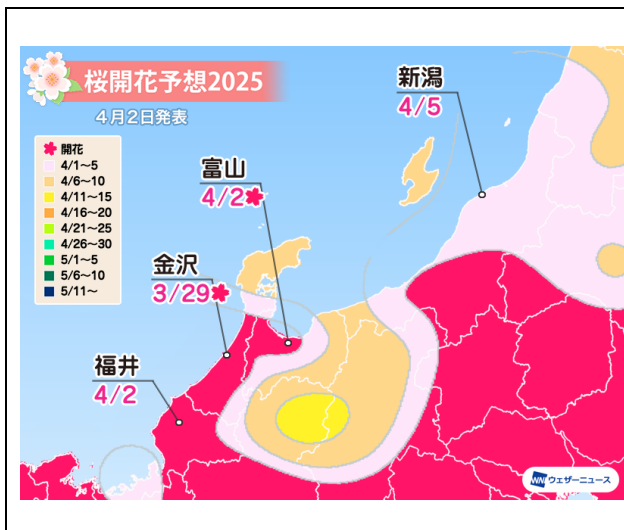 桜開花予想2025
4月2日発表
新潟
4/5
開花
4/1～5
4/6～10
4/11～15
4/16～20
4/21～25
4/26～30
5/1～5
5/6～10
5/11～
富山
4/2
金沢
3/29
福井
4/2
WN ウェザーニュース